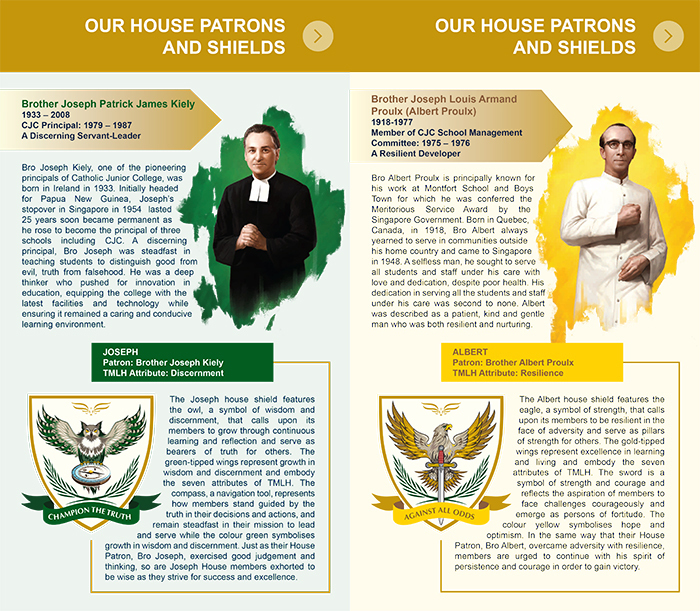 OUR HOUSE PATRONS
AND SHIELDS
Brother Joseph Patrick James Kiely
1933 – 2008
CJC Principal: 1979 – 1987
A Discerning Servant-Leader
Bro Joseph Kiely, one of the pioneering
principals of Catholic Junior College, was
born in Ireland in 1933. Initially headed
for Papua New Guinea, Joseph's
stopover in Singapore in 1954 lasted
25 years soon became permanent as
he rose to become the principal of three
schools including CJC. A discerning
principal, Bro Joseph was steadfast in
teaching students to distinguish good from
evil, truth from falsehood. He was a deep
thinker who pushed for innovation in
education, equipping the college with the
latest facilities and technology while
ensuring it remained a caring and conducive
learning environment.
JOSEPH
Patron: Brother Joseph Kiely
TMLH Attribute: Discernment
CHAMPION THE TRUTH
The Joseph house shield features
the owl, a symbol of wisdom and
discernment, that calls upon its
members to grow through continuous
learning and reflection and serve as
bearers of truth for others. The
green-tipped wings represent growth in
wisdom and discernment and embody
the seven attributes of TMLH. The
compass, a navigation tool, represents
how members stand guided by the
truth in their decisions and actions, and
remain steadfast in their mission to lead
and serve while the colour green symbolises
growth in wisdom and discernment. Just as their House
Patron, Bro Joseph, exercised good judgement and
thinking, so are Joseph House members exhorted to
be wise as they strive for success and excellence.
OUR HOUSE PATRONS
AND SHIELDS
Brother Joseph Louis Armand
Proulx (Albert Proulx)
1918-1977
Member of CJC School Management
Committee: 1975 – 1976
A Resilient Developer
Bro Albert Proulx is principally known for
his work at Montfort School and Boys
Town for which he was conferred the
Meritorious Service Award by the
Singapore Government. Born in Quebec,
Canada, in 1918, Bro Albert always
yearned to serve in communities outside
his home country and came to Singapore
in 1948. A selfless man, he sought to serve
all students and staff under his care with
love and dedication, despite poor health. His
dedication in serving all the students and staff
under his care was second to none. Albert
was described as a patient, kind and gentle
man who was both resilient and nurturing.
ALBERT
Patron: Brother Albert Proulx
TMLH Attribute: Resilience
AGAINST ALL ODDS
The Albert house shield features the
eagle, a symbol of strength, that calls
upon its members to be resilient in the
face of adversity and serve as pillars
of strength for others. The gold-tipped
wings represent excellence in learning
and living and embody the seven
attributes of TMLH. The sword is a
symbol of strength and courage and
reflects the aspiration of members to
face challenges courageously and
emerge as persons of fortitude. The
colour yellow symbolises hope and
optimism. In the same way that their House
Patron, Bro Albert, overcame adversity with resilience,
members are urged to continue with his spirit of
persistence and courage in order to gain victory.